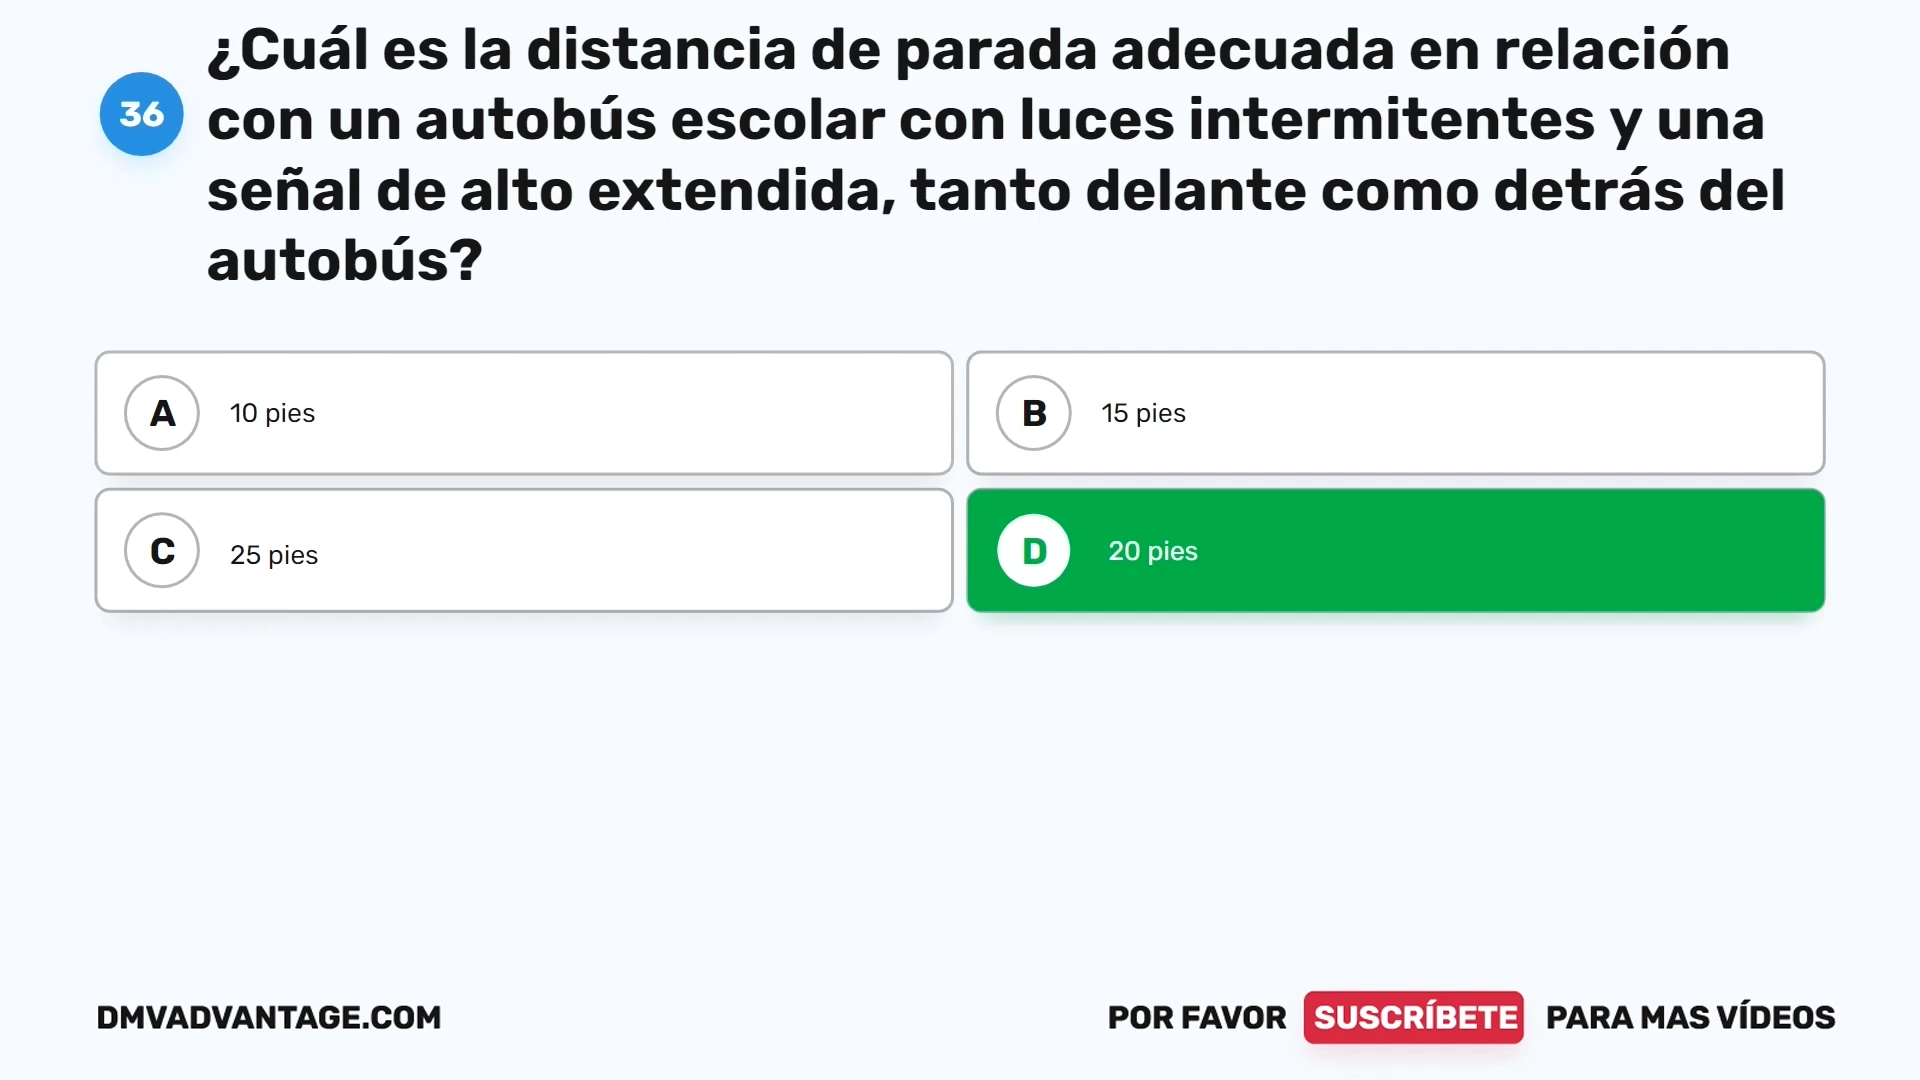 36
¿Cuál es la distancia de parada adecuada en relación
con un autobús escolar con luces intermitentes y una
señal de alto extendida, tanto delante como detrás del
autobús?
A 10 pies
B 15 pies
C 25 pies
D 20 pies
DMVADVANTAGE.COM
POR FAVOR SUSCRÍBETE PARA MAS VÍDEOS